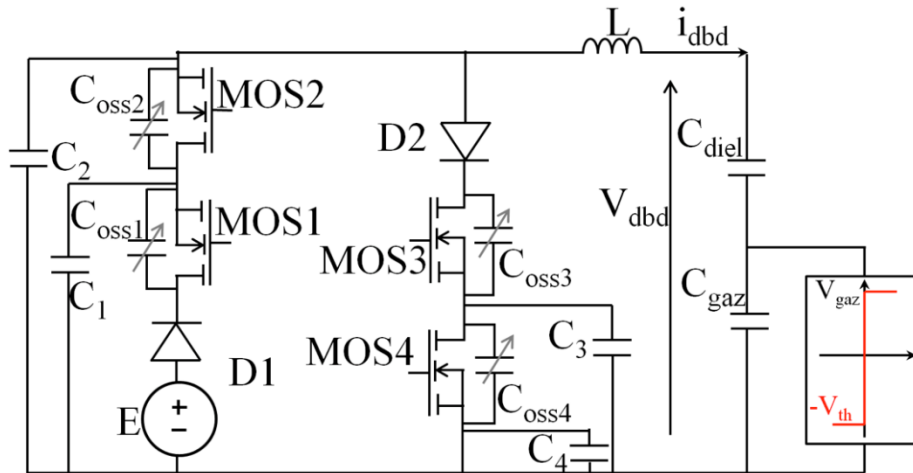 L
i_dbd
C_oss2
MOS2
C_2
D2
C_diel
V_dbd
C_oss1
MOS1
C_1
MOS3
C_oss3
C_gaz
V_gaz
D1
MOS4
C_3
E
+
−
C_oss4
C_4
-V_th